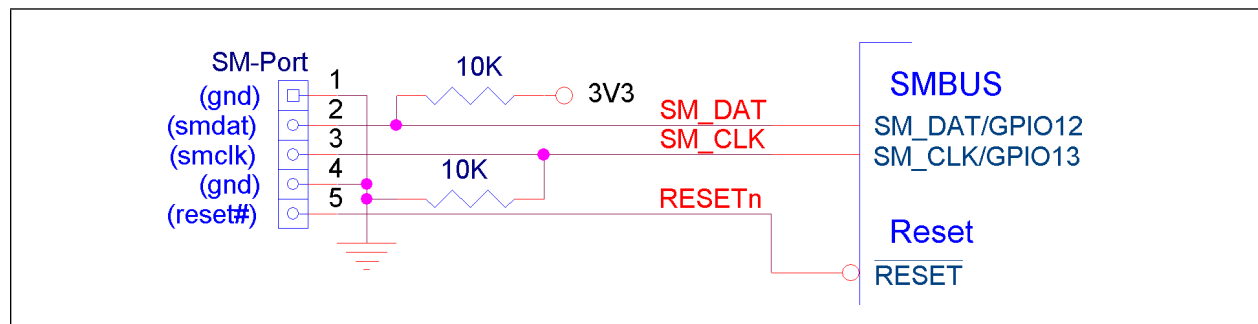 SM-Port
10K
SMBUS
(gnd) 1
3V3
(smdat) 2
SM_DAT
SM_DAT/GPIO12
(smclk) 3
SM_CLK
SM_CLK/GPIO13
(gnd) 4
10K
(reset#) 5
RESETn
Reset
RESET